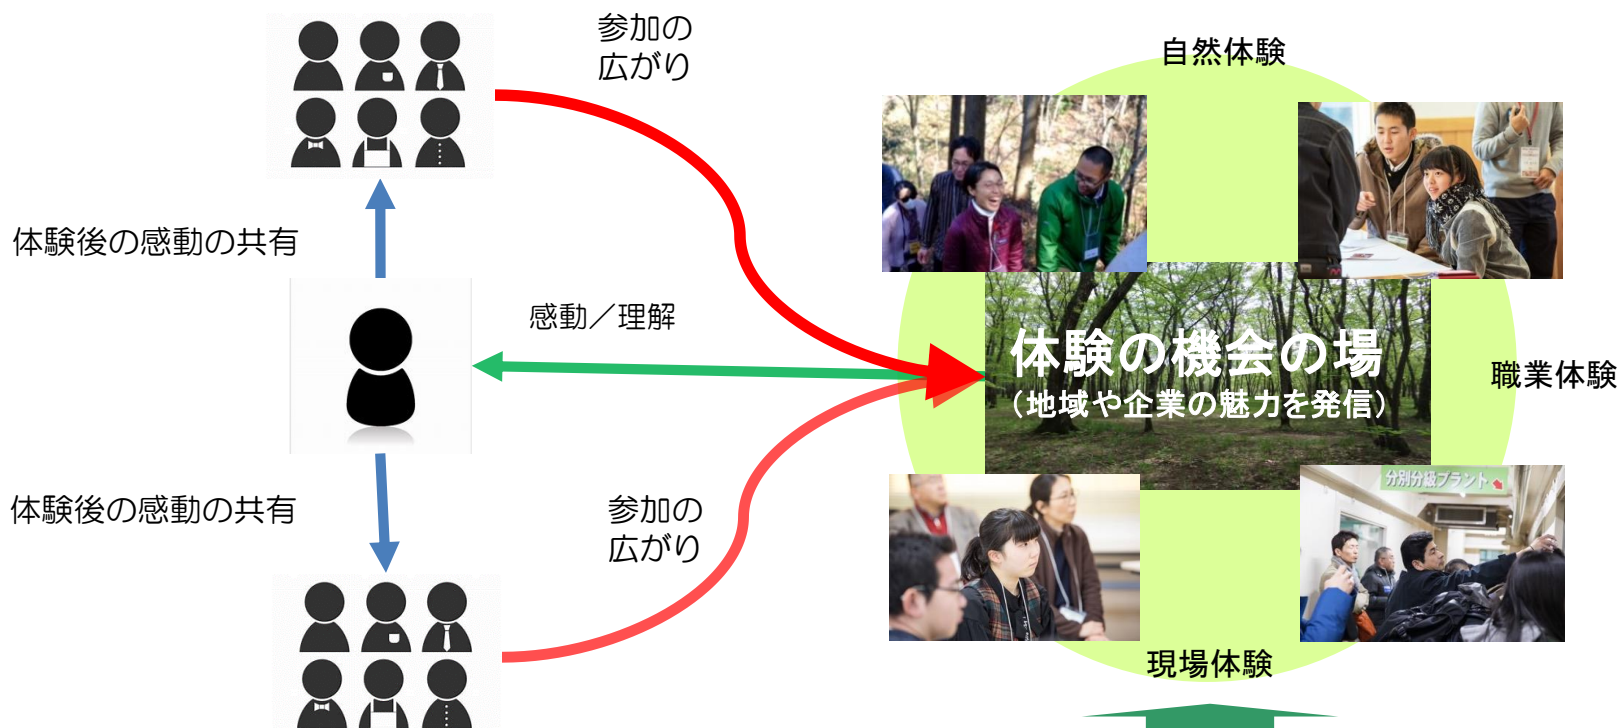 参加の
広がり
自然体験
体験後の感動の共有
感動／理解
体験の機会の場
（地域や企業の魅力を発信）
職業体験
分別分級プラント
体験後の感動の共有
参加の
広がり
現場体験